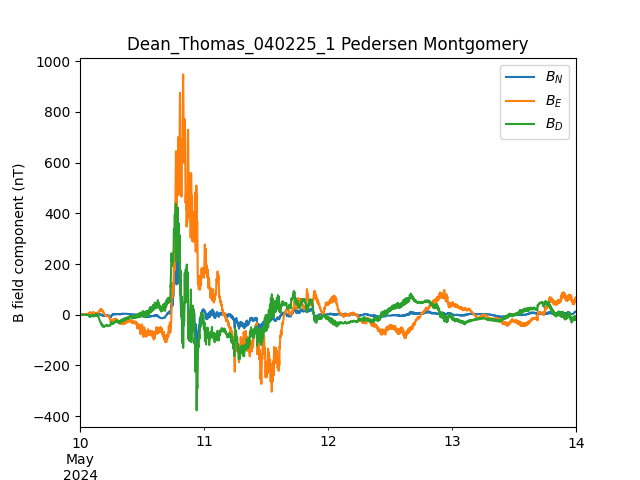 Dean_Thomas_040225_1 Pedersen Montgomery
B field component (nT)
1000
800
600
400
200
0
−200
−400
B_N
B_E
B_D
10
11
12
13
14
May
2024